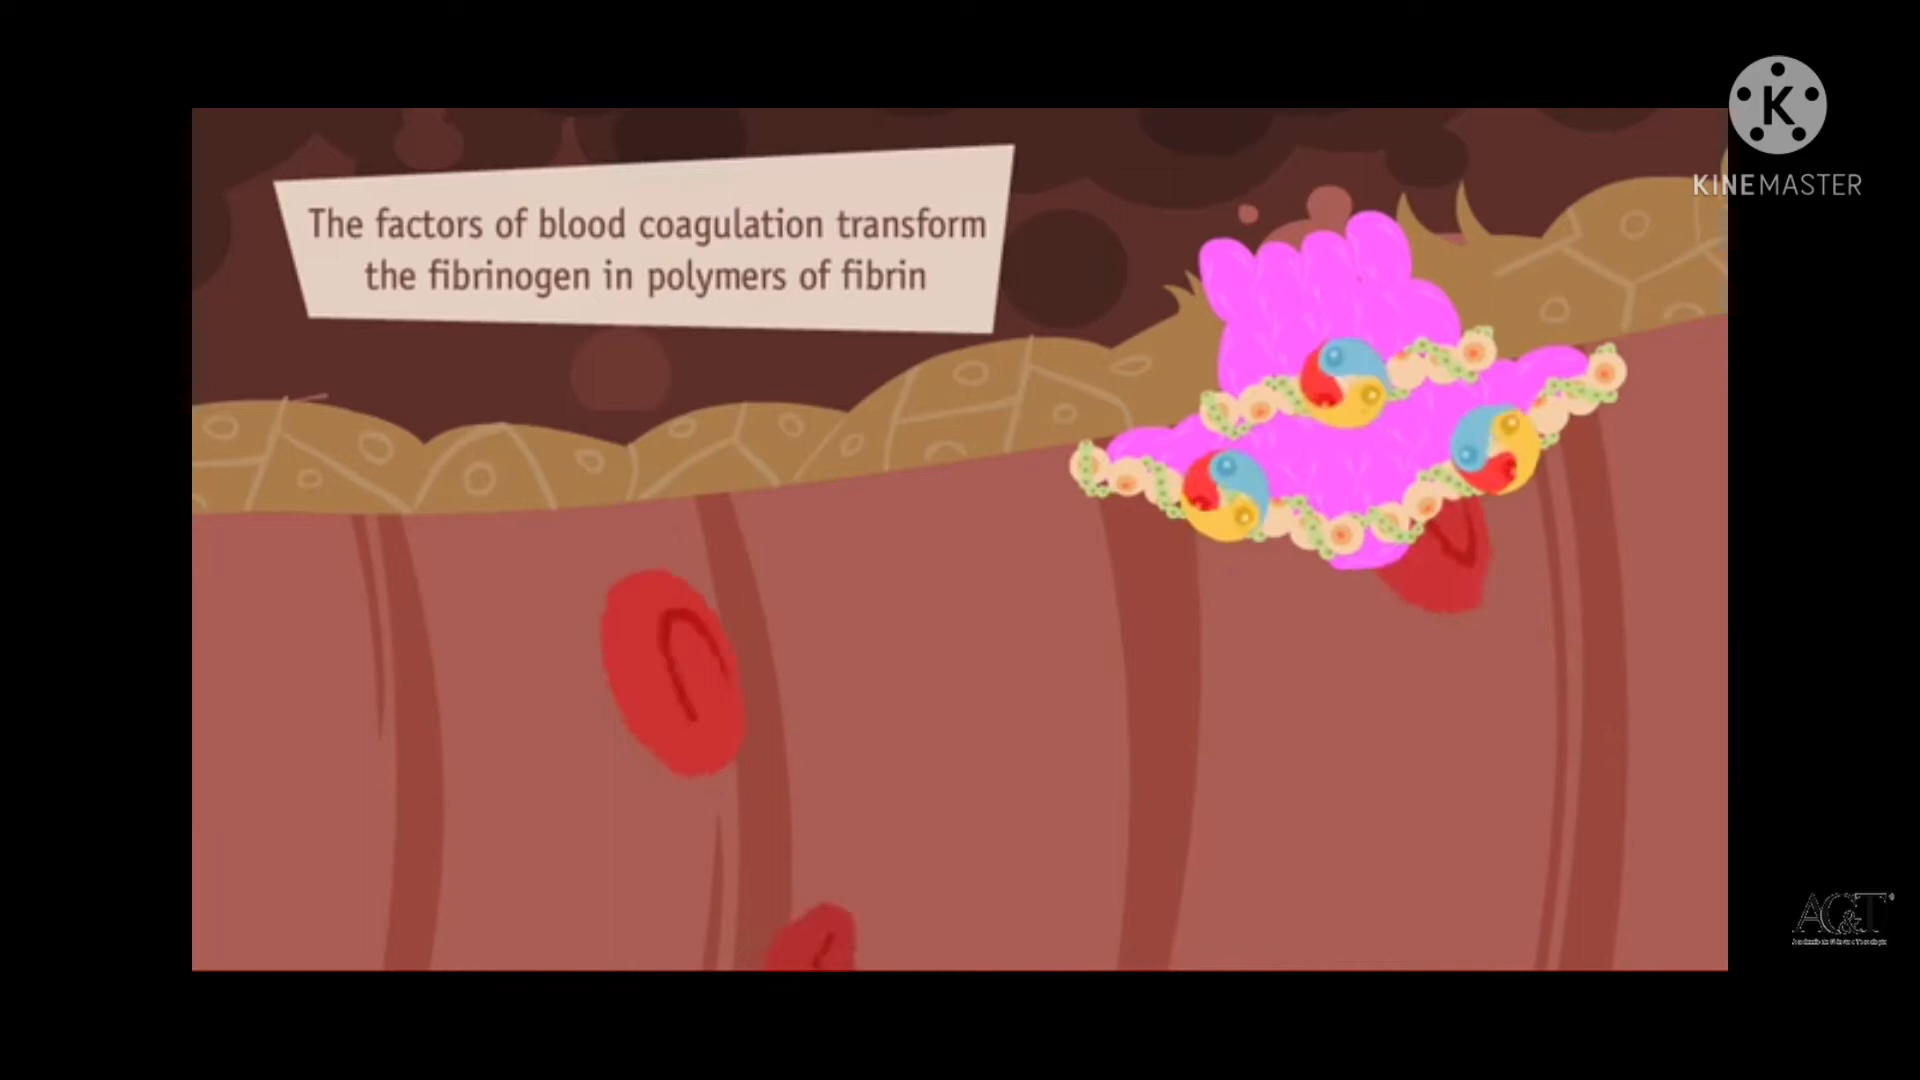 The factors of blood coagulation transform
the fibrinogen in polymers of fibrin
K
KINEMASTER
AC&T